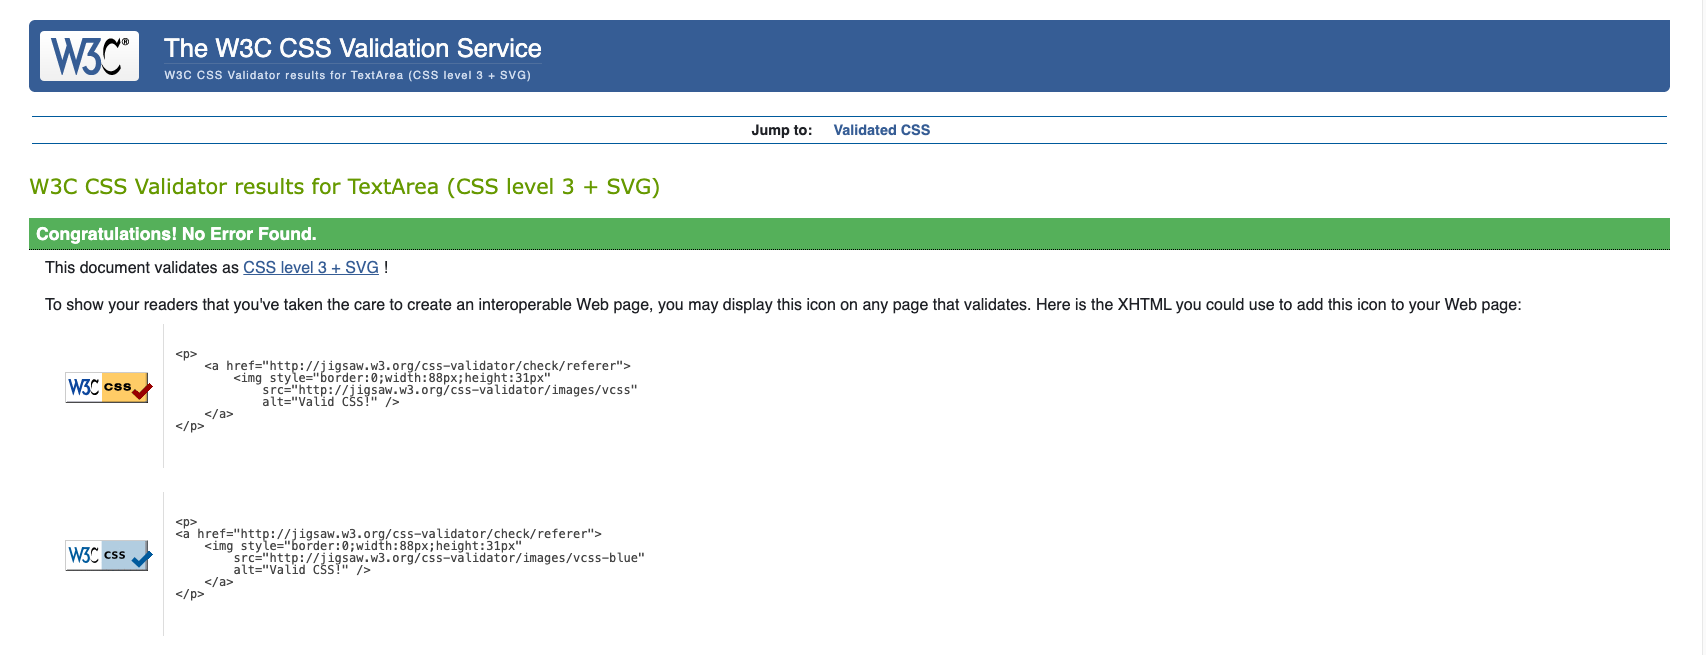 W3C®
The W3C CSS Validation Service
W3C CSS Validator results for TextArea (CSS level 3 + SVG)
Jump to: Validated CSS
W3C CSS Validator results for TextArea (CSS level 3 + SVG)
Congratulations! No Error Found.
This document validates as CSS level 3 + SVG !
To show your readers that you've taken the care to create an interoperable Web page, you may display this icon on any page that validates. Here is the XHTML you could use to add this icon to your Web page:
W3C css
<p>
<a href="http://jigsaw.w3.org/css-validator/check/referer">
<img style="border:0;width:88px;height:31px"
src="http://jigsaw.w3.org/css-validator/images/vcss"
alt="Valid CSS!" />
</a>
</p>
W3C css
<p>
<a href="http://jigsaw.w3.org/css-validator/check/referer">
<img style="border:0;width:88px;height:31px"
src="http://jigsaw.w3.org/css-validator/images/vcss-blue"
alt="Valid CSS!" />
</a>
</p>